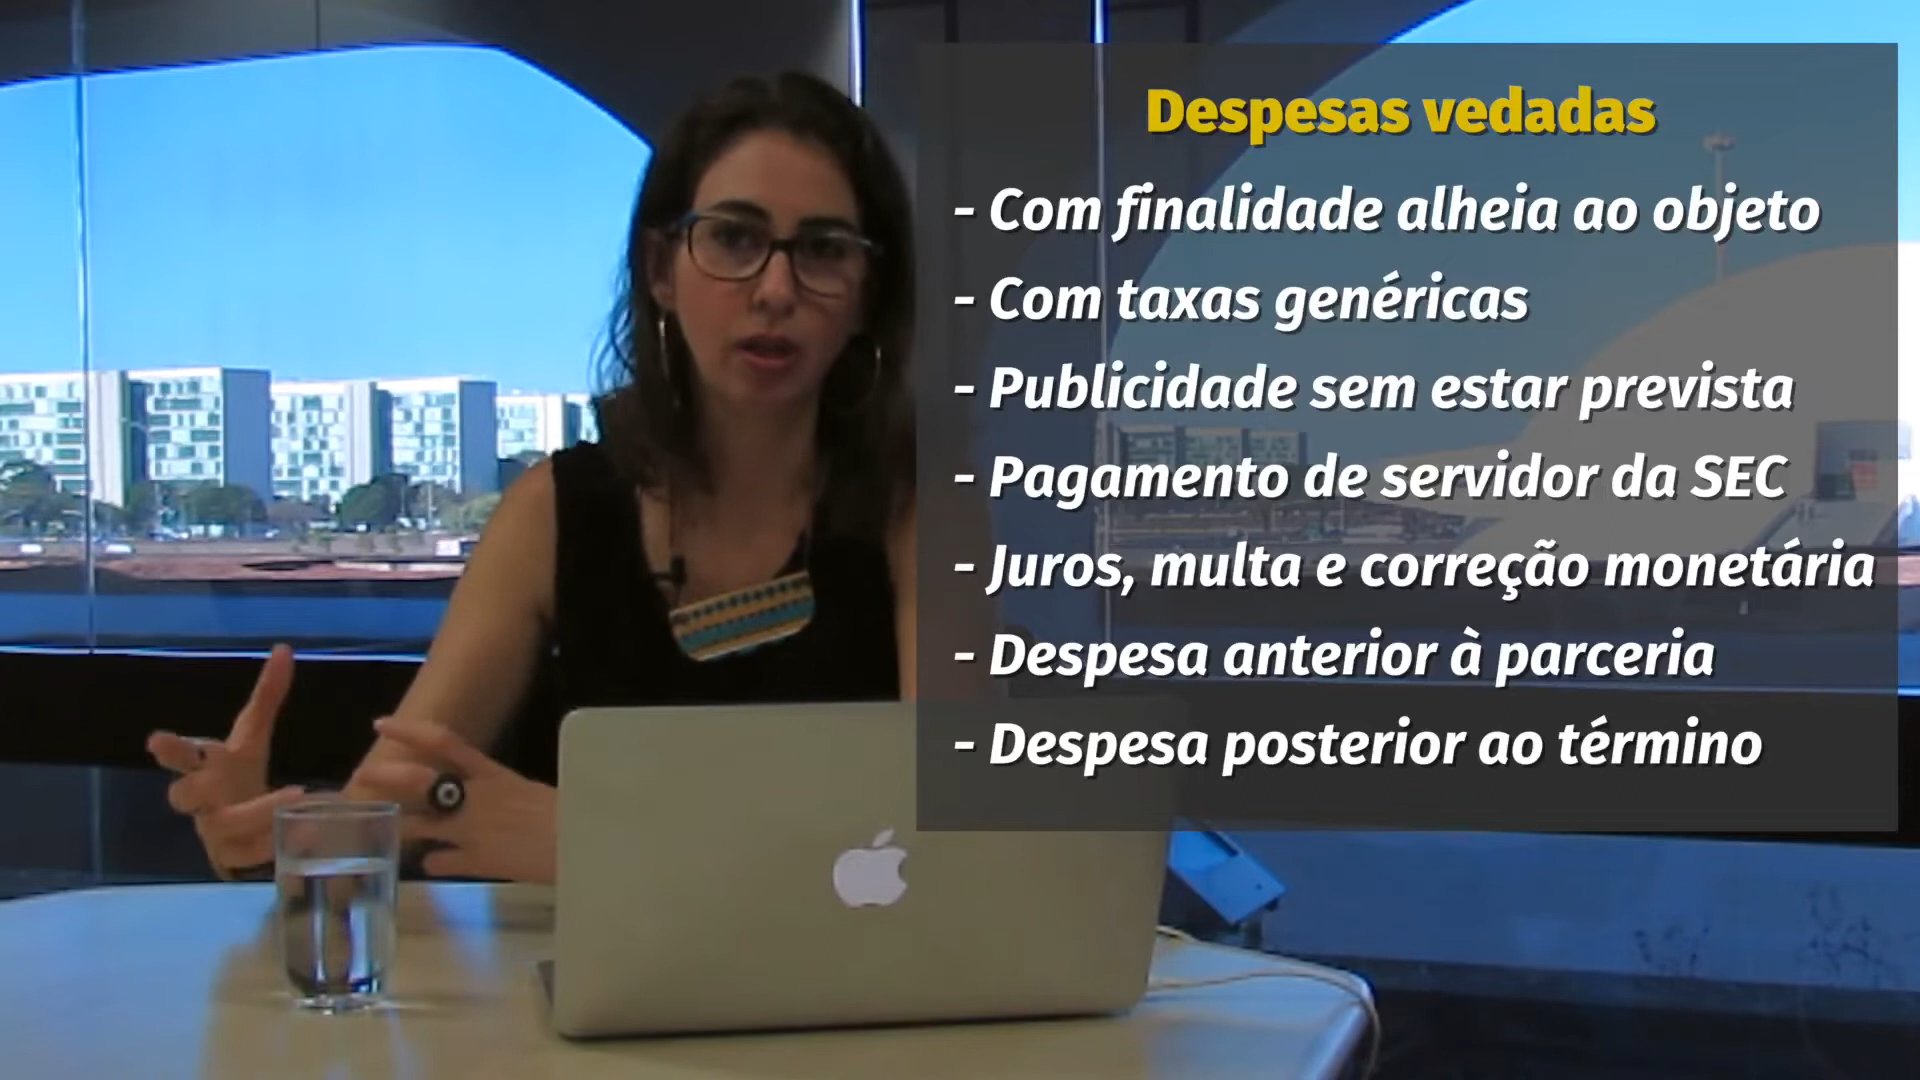 Despesas vedadas
- Com finalidade alheia ao objeto
- Com taxas genéricas
- Publicidade sem estar prevista
- Pagamento de servidor da SEC
- Juros, multa e correção monetária
- Despesa anterior à parceria
- Despesa posterior ao término